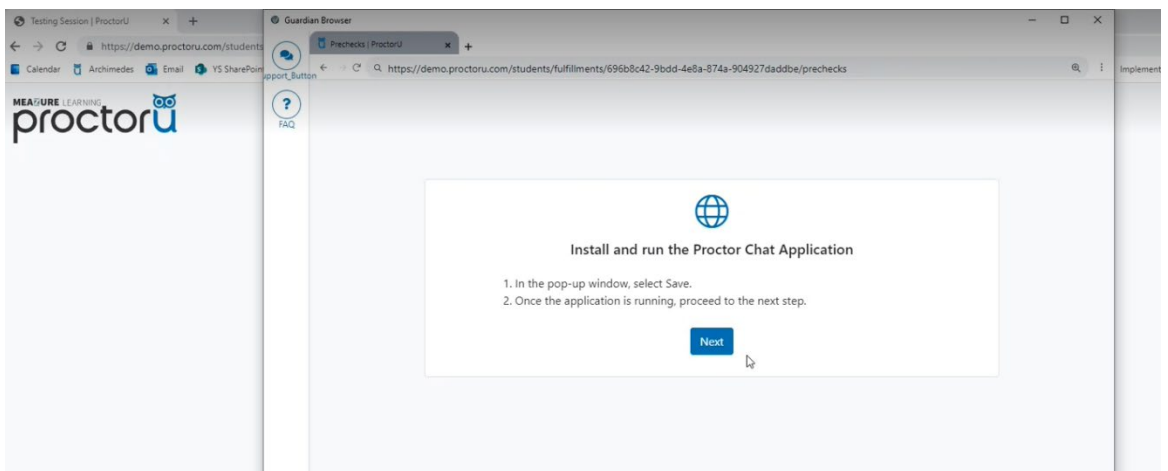 Testing Session | ProctorU
Guardian Browser
https://demo.proctoru.com/students
Calendar Archimedes Email YS SharePoin
MEASURE LEARNING
proctoru
upport_Button
FAQ
Prechecks | ProctorU
https://demo.proctoru.com/students/fulfillments/696b8c42-9bdd-4e8a-874a-904927daddbe/prechecks
Implement
Install and run the Proctor Chat Application
1. In the pop-up window, select Save.
2. Once the application is running, proceed to the next step.
Next